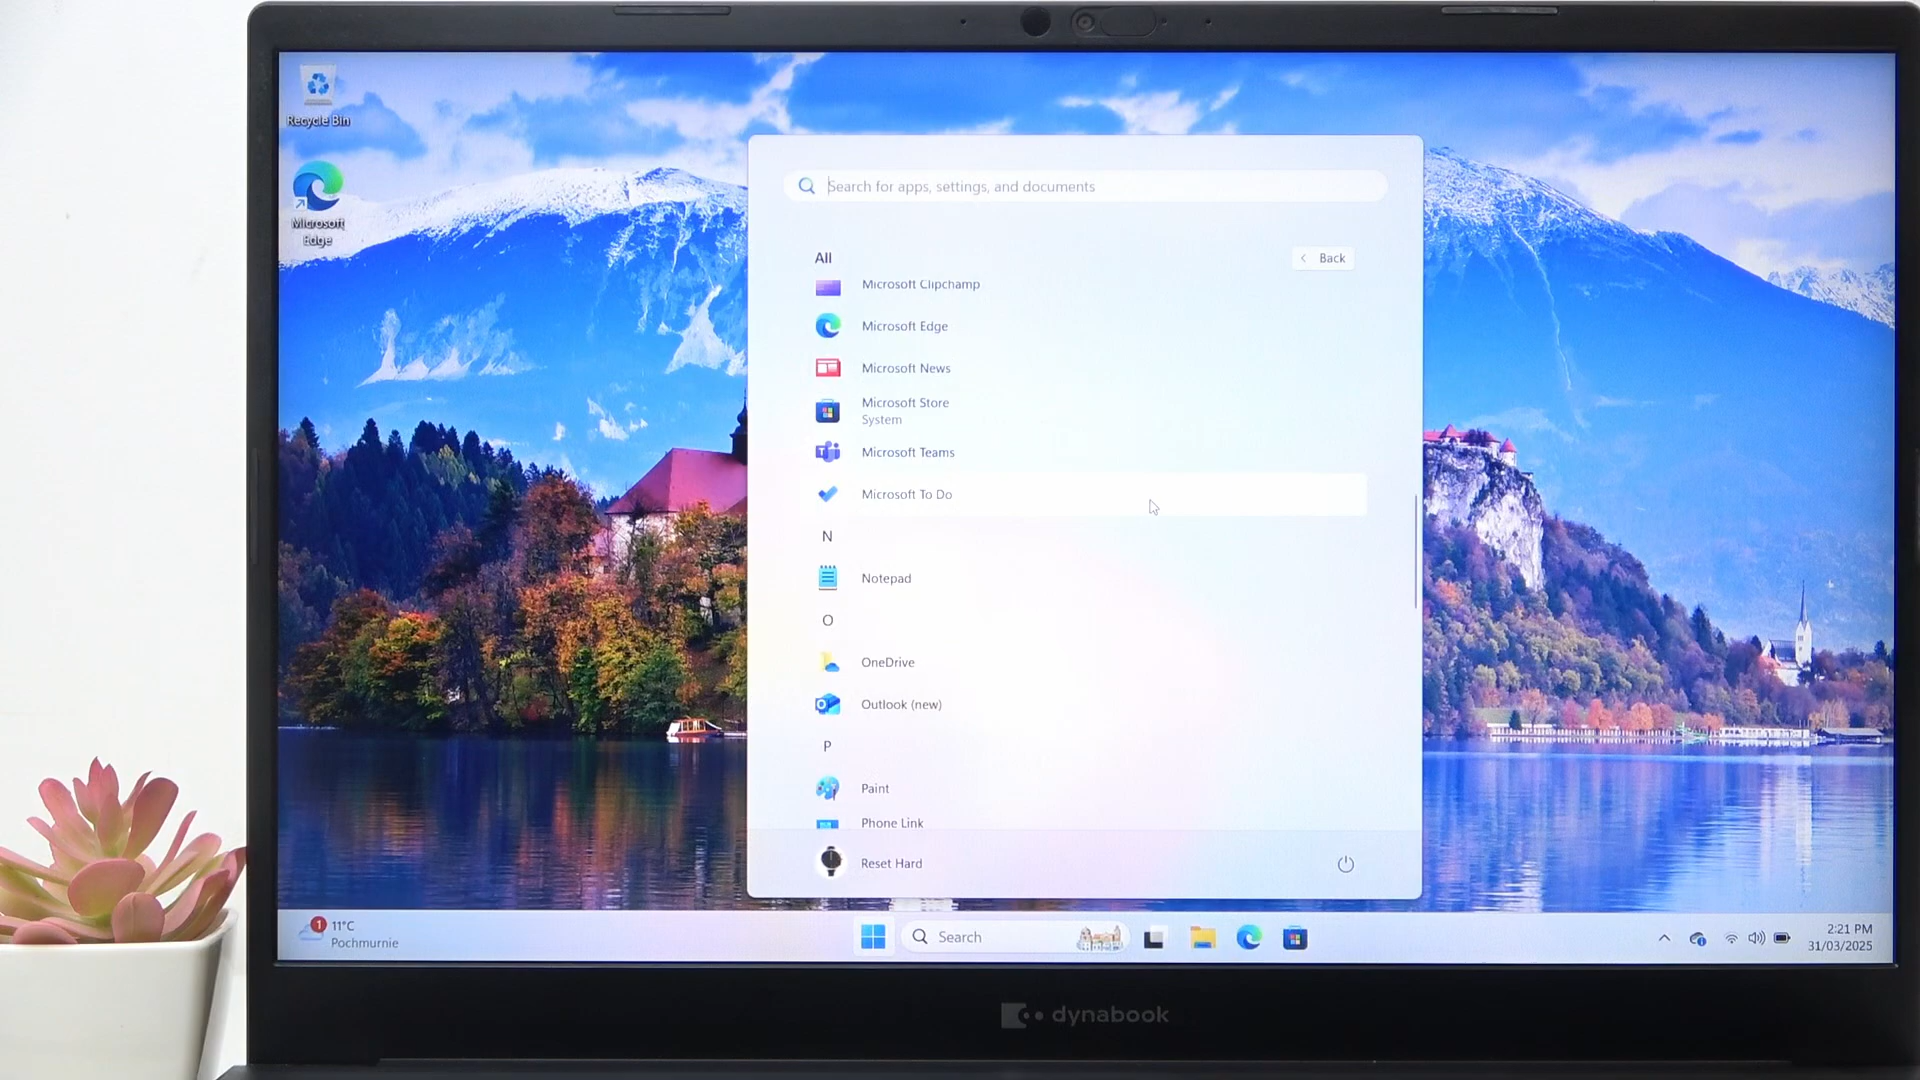 Recycle Bin
Microsoft
Edge
Search for apps, settings, and documents
All
Back
Microsoft Clipchamp
Microsoft Edge
Microsoft News
Microsoft Store
System
Microsoft Teams
Microsoft To Do
N
Notepad
O
OneDrive
Outlook (new)
P
Paint
Phone Link
Reset Hard
1
11°C
Pochmurnie
Search
2:21 PM
31/03/2025
dynabook